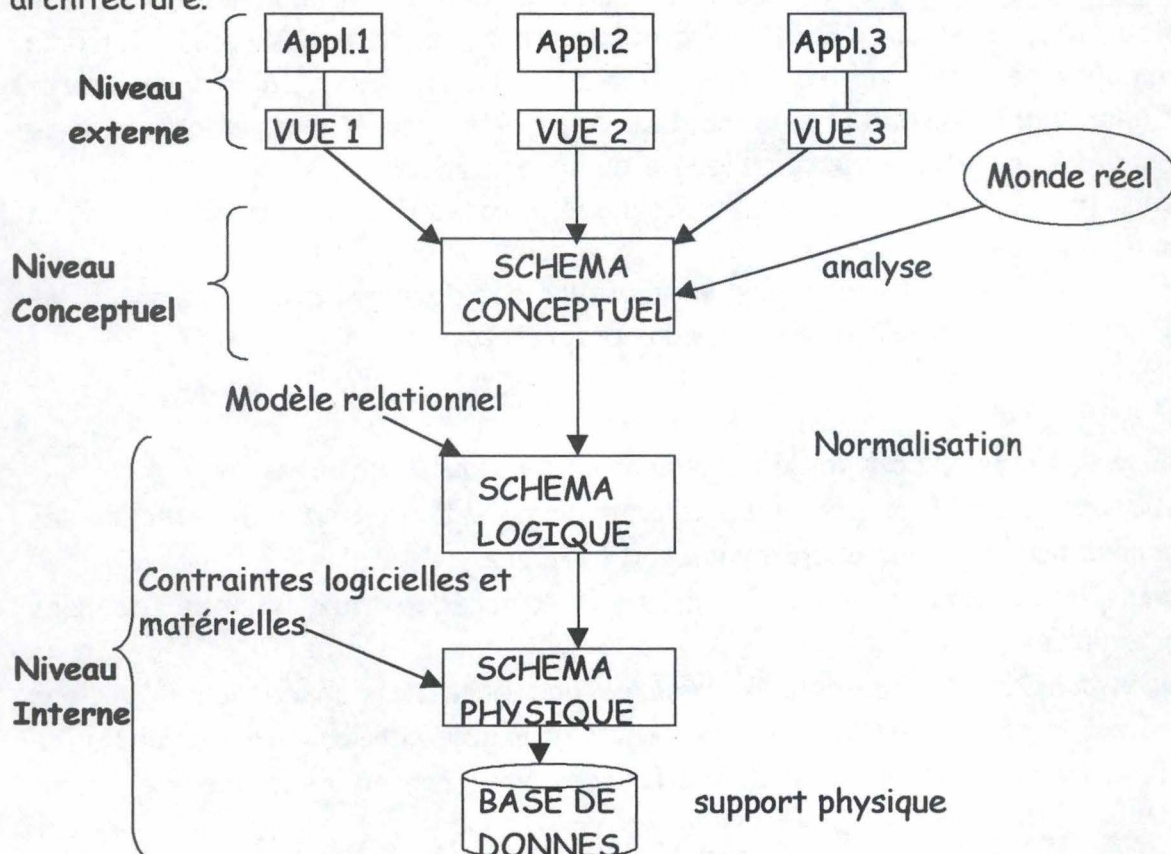 architecture.
Appl.1
Appl.2
Appl.3
Niveau
externe
VUE 1
VUE 2
VUE 3
Monde réel
Niveau
Conceptuel
SCHEMA
CONCEPTUEL
analyse
Modèle relationnel
Normalisation
SCHEMA
LOGIQUE
Contraintes logicielles et
matérielles
Niveau
Interne
SCHEMA
PHYSIQUE
BASE DE
DONNES
support physique